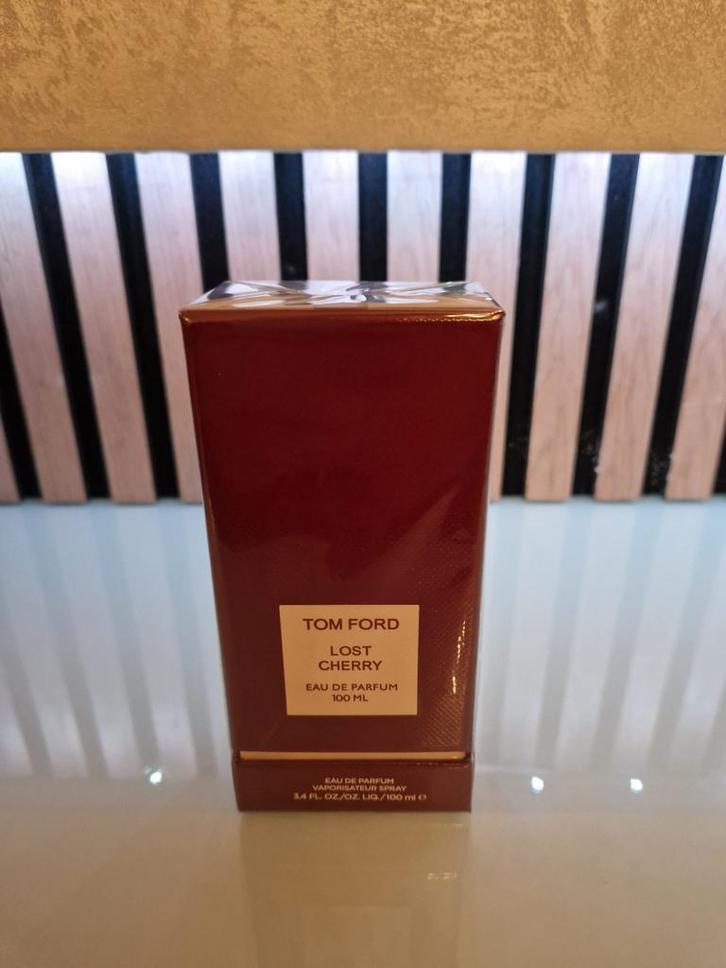 TOM FORD
LOST
CHERRY
EAU DE PARFUM
100 ML
EAU DE PARFUM
VAPORISATEUR SPRAY
3.4 FL. OZ./OZ. LIQ./100 ml ℮